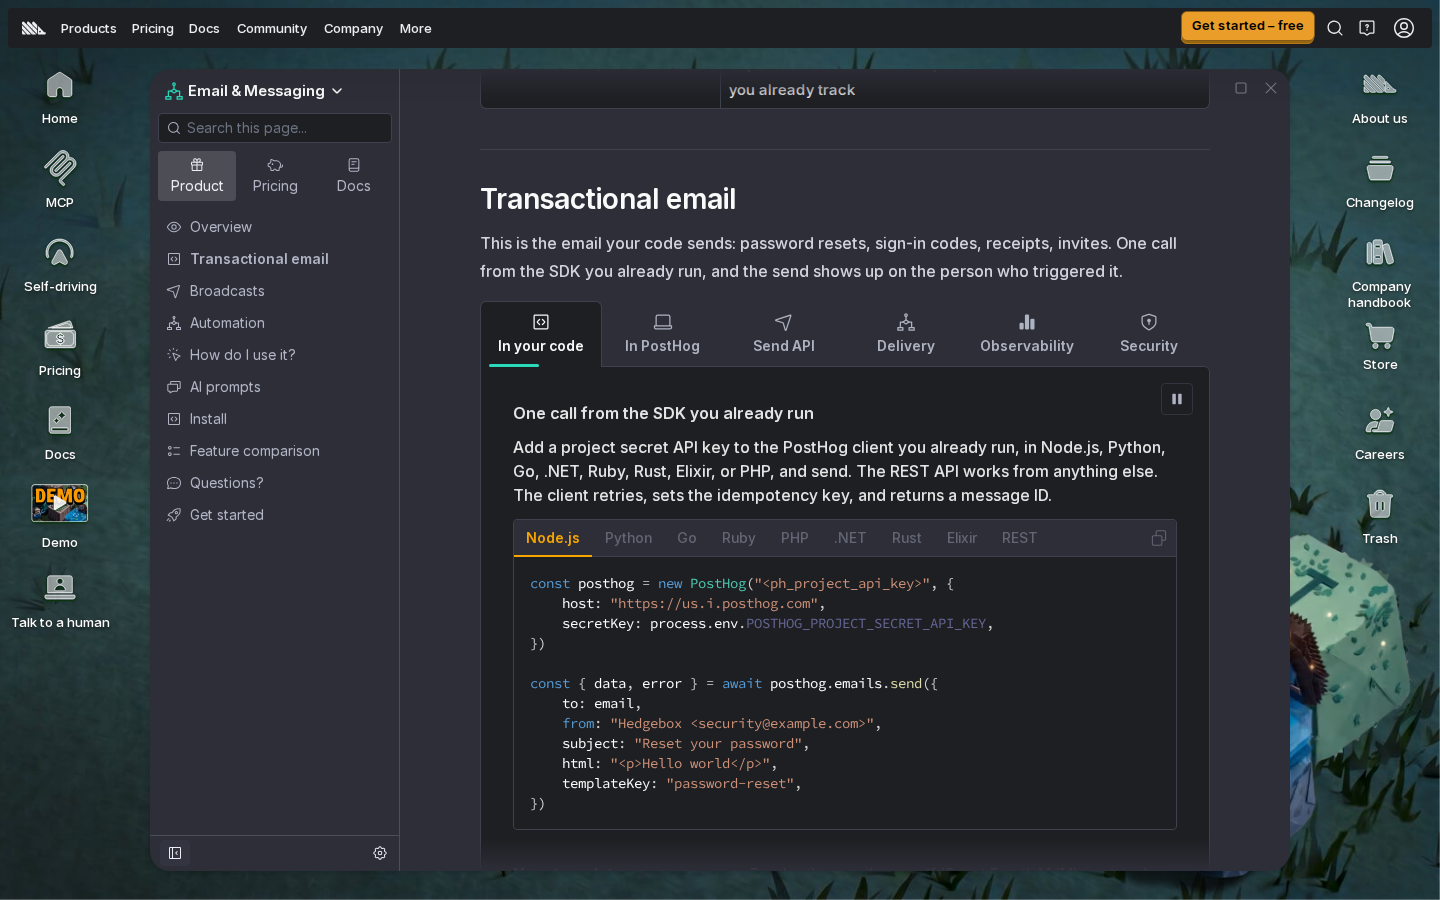 Products Pricing Docs Community Company More
Get started – free
Home
MCP
Self-driving
Pricing
Docs
DEMO
Demo
Talk to a human
Email & Messaging
Search this page...
Product Pricing Docs
Overview
Transactional email
Broadcasts
Automation
How do I use it?
AI prompts
Install
Feature comparison
Questions?
Get started
you already track
Transactional email
This is the email your code sends: password resets, sign-in codes, receipts, invites. One call
from the SDK you already run, and the send shows up on the person who triggered it.
In your code In PostHog Send API Delivery Observability Security
One call from the SDK you already run
Add a project secret API key to the PostHog client you already run, in Node.js, Python,
Go, .NET, Ruby, Rust, Elixir, or PHP, and send. The REST API works from anything else.
The client retries, sets the idempotency key, and returns a message ID.
Node.js Python Go Ruby PHP .NET Rust Elixir REST
const posthog = new PostHog("<ph_project_api_key>", {
    host: "https://us.i.posthog.com",
    secretKey: process.env.POSTHOG_PROJECT_SECRET_API_KEY,
})
const { data, error } = await posthog.emails.send({
    to: email,
    from: "Hedgebox <security@example.com>",
    subject: "Reset your password",
    html: "<p>Hello world</p>",
    templateKey: "password-reset",
})
About us
Changelog
Company
handbook
Store
Careers
Trash